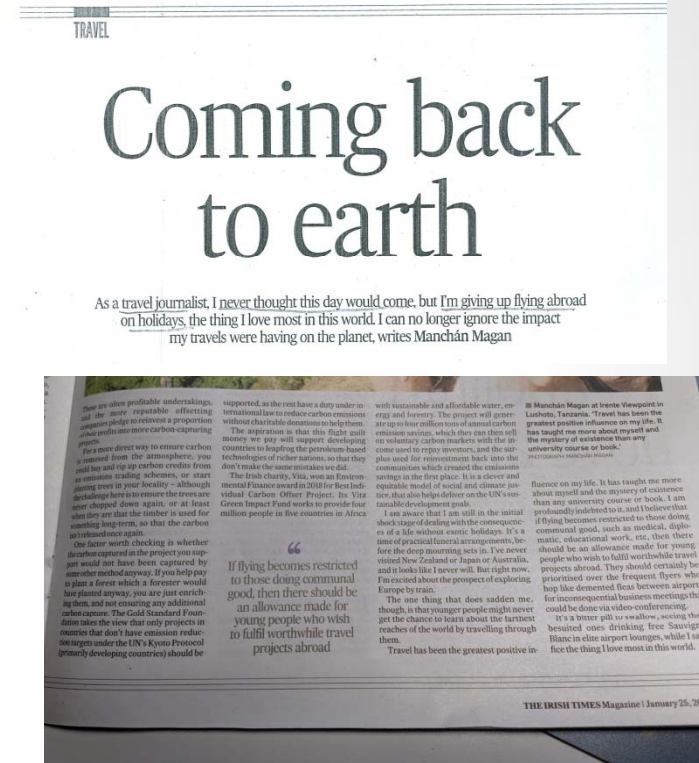 TRAVEL
Coming back
to earth
As a travel journalist, I never thought this day would come, but I'm giving up flying abroad
on holidays, the thing I love most in this world. I can no longer ignore the impact
my travels were having on the planet, writes Manchán Magan
These are often profitable undertakings,
and the more reputable offsetting
companies pledge to reinvest a proportion
of their profits into more carbon-capturing
projects.
For a more direct way to ensure carbon
is removed from the atmosphere, you
could buy and rip up carbon credits from
emissions trading schemes, or start
planting trees in your locality – although
the challenge here is to ensure the trees are
never chopped down again, or at least
when they are that the timber is used for
something long-term, so that the carbon
isn't released once again.
One factor worth checking is whether
the carbon captured in the project you sup-
port would not have been captured by
some other method anyway. If you help pay
to plant a forest which a forester would
have planted anyway, you are just enrich-
ing them, and not ensuring any additional
carbon capture. The Gold Standard Foun-
dation takes the view that only projects in
countries that don't have emission reduc-
tion targets under the UN's Kyoto Protocol
(primarily developing countries) should be
supported, as the rest have a duty under in-
ternational law to reduce carbon emissions
without charitable donations to help them.
The aspiration is that this flight guilt
money we pay will support developing
countries to leapfrog the petroleum-based
technologies of richer nations, so that they
don't make the same mistakes we did.
The Irish charity, Vita, won an Environ-
mental Finance award in 2018 for Best Indi-
vidual Carbon Offset Project. Its Vita
Green Impact Fund works to provide four
million people in five countries in Africa
If flying becomes restricted
to those doing communal
good, then there should be
an allowance made for
young people who wish
to fulfil worthwhile travel
projects abroad
with sustainable and affordable water, en-
ergy and forestry. The project will gener-
ate up to four million tons of annual carbon
emission savings, which they can then sell
on voluntary carbon markets with the in-
come used to repay investors, and the sur-
plus used for reinvestment back into the
communities which created the emissions
savings in the first place. It is a clever and
equitable model of social and climate jus-
tice, that also helps deliver on the UN's sus-
tainable development goals.
I am aware that I am still in the initial
shock stage of dealing with the consequenc-
es of a life without exotic holidays. It's a
time of practical funeral arrangements, be-
fore the deep mourning sets in. I've never
visited New Zealand or Japan or Australia,
and it looks like I never will. But right now,
I'm excited about the prospect of exploring
Europe by train.
The one thing that does sadden me,
though, is that younger people might never
get the chance to learn about the farthest
reaches of the world by travelling through
them.
Travel has been the greatest positive in-
Manchán Magan at Irente Viewpoint in
Lushoto, Tanzania. 'Travel has been the
greatest positive influence on my life. It
has taught me more about myself and
the mystery of existence than any
university course or book.'
PHOTOGRAPH: MANCHÁN MAGAN
fluence on my life. It has taught me more
about myself and the mystery of existence
than any university course or book. I am
profoundly indebted to it, and I believe that
if flying becomes restricted to those doing
communal good, such as medical, diplo-
matic, educational work, etc, then there
should be an allowance made for young
people who wish to fulfil worthwhile travel
projects abroad. They should certainly be
prioritised over the frequent flyers who
hop like demented fleas between airports
for inconsequential business meetings
could be done via video-conferencing.
It's a bitter pill to swallow, seeing
besuited ones drinking free
Blanc in elite airport lounges, while I
fice the thing I love most in this world.
THE IRISH TIMES Magazine | January 25,